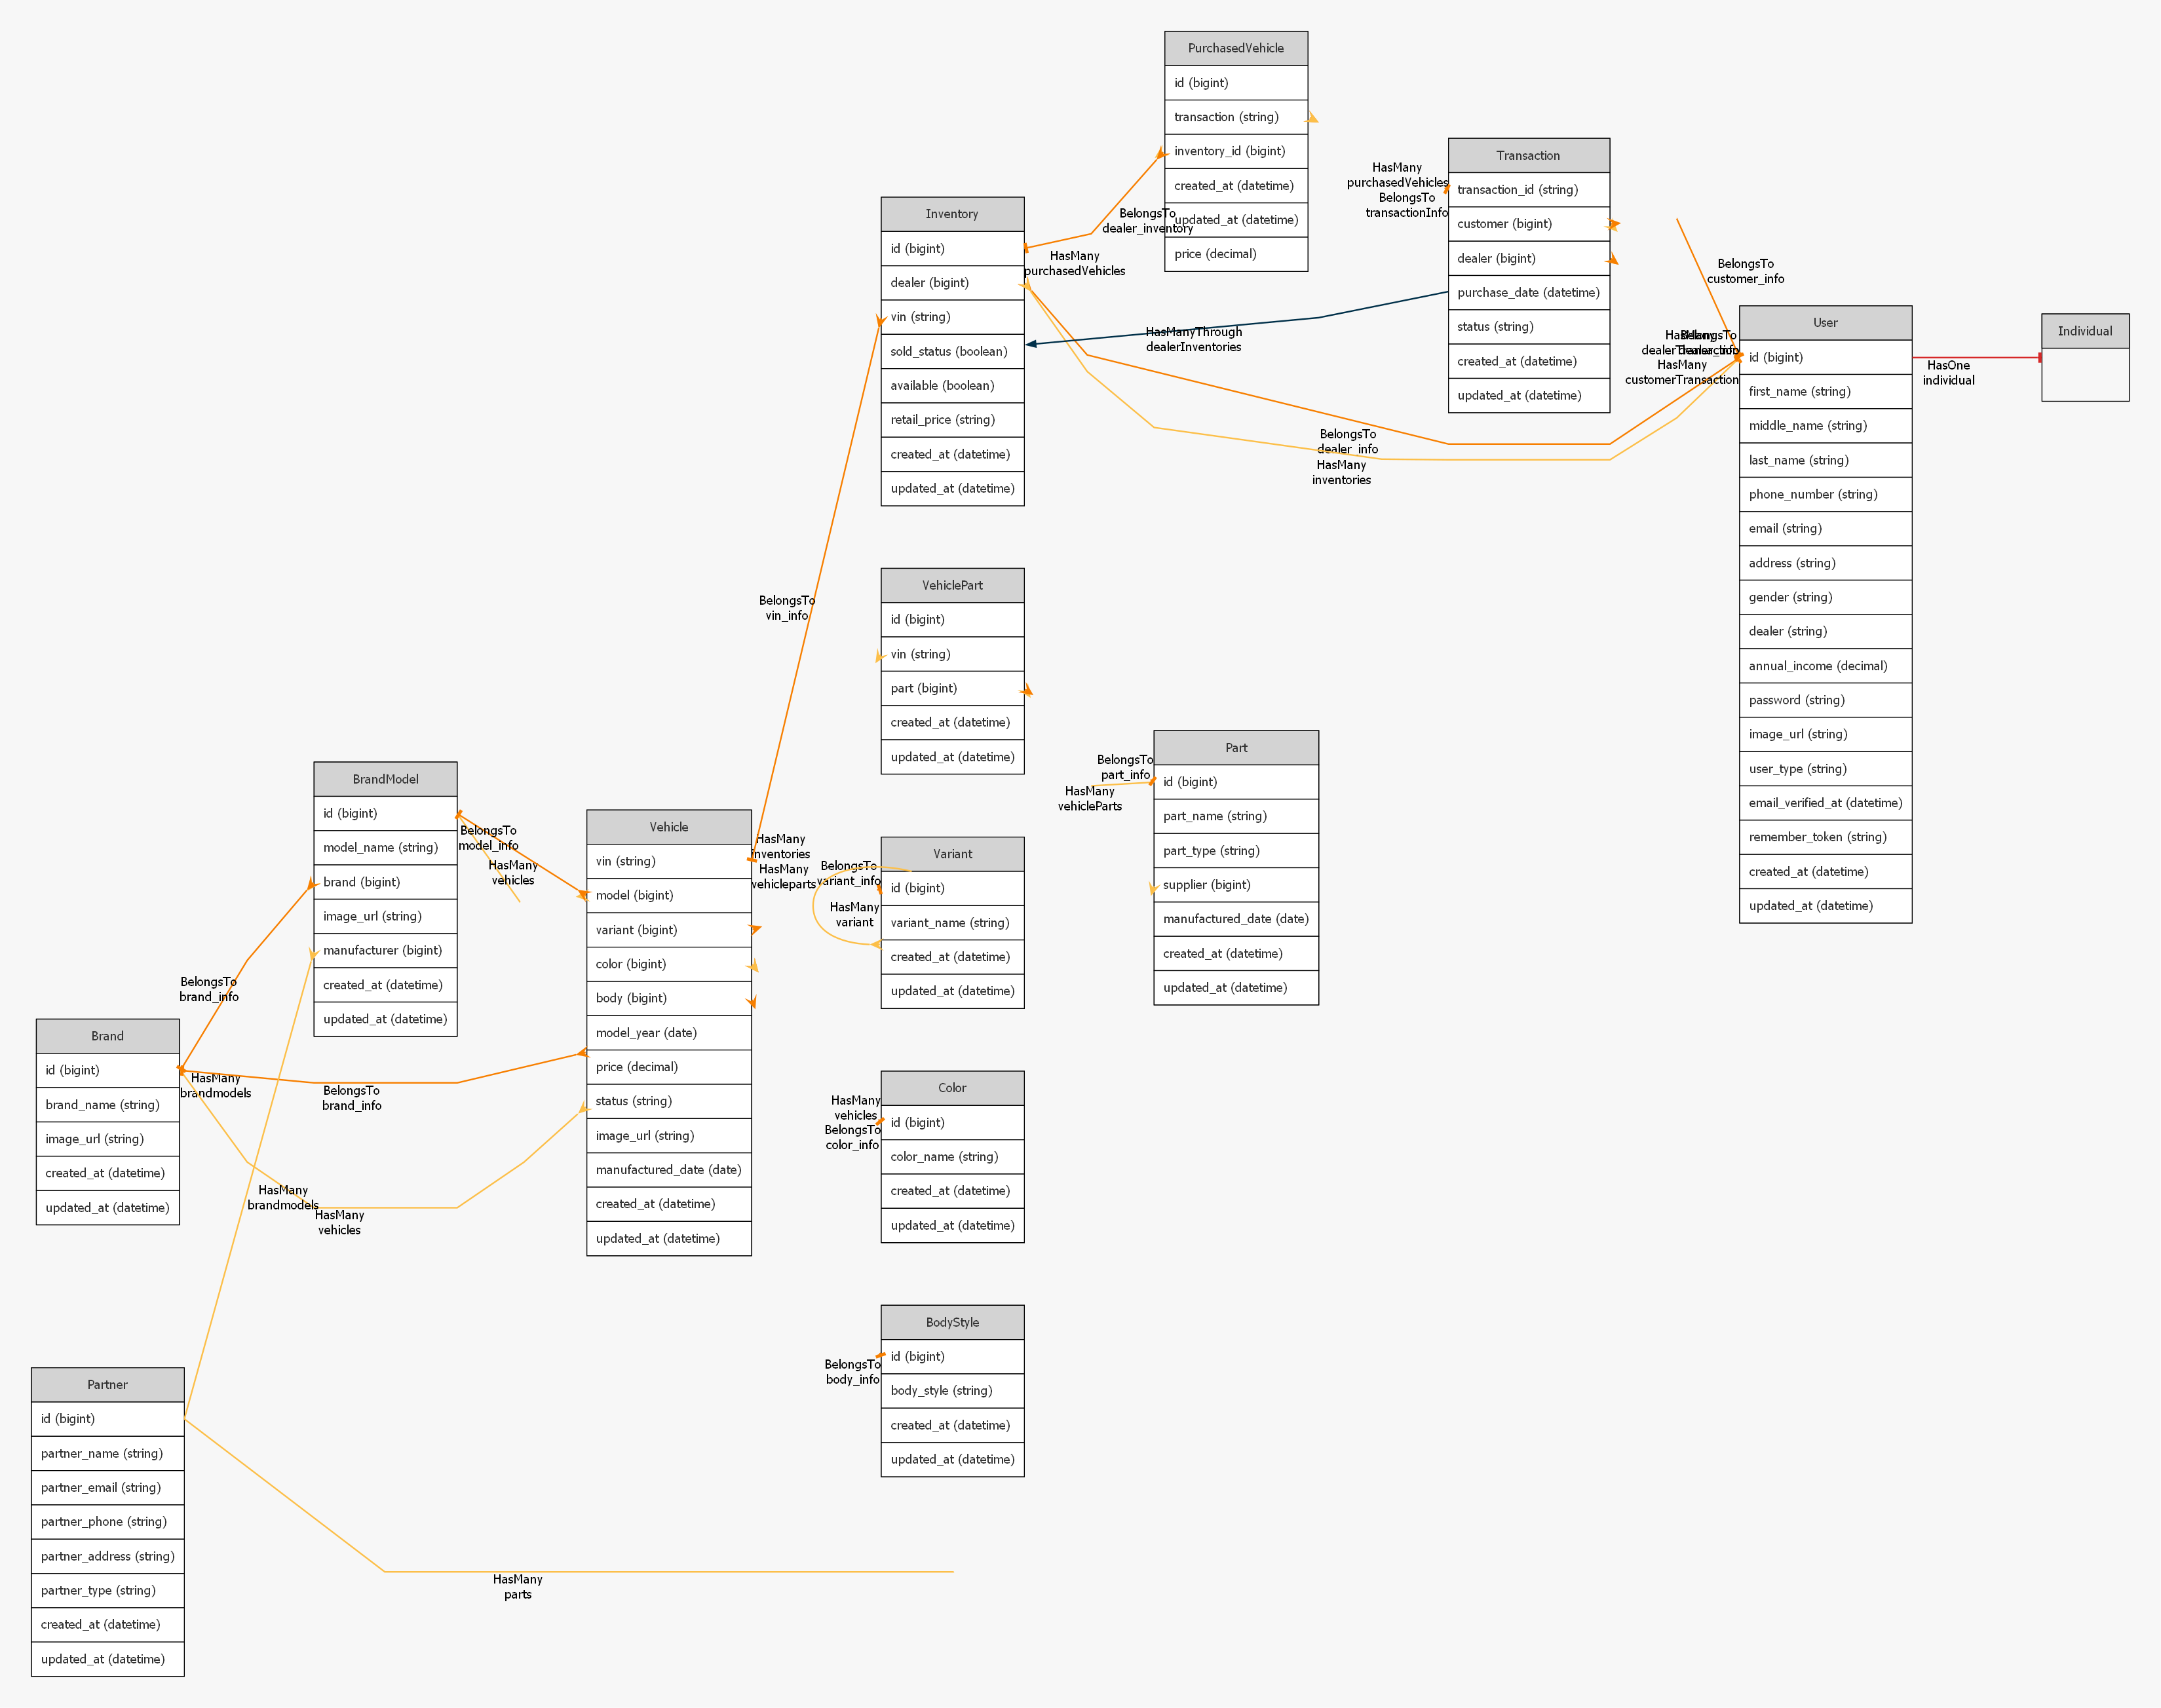 PurchasedVehicle
id (bigint)
transaction (string)
inventory_id (bigint)
created_at (datetime)
updated_at (datetime)
price (decimal)
Transaction
transaction_id (string)
customer (bigint)
dealer (bigint)
purchase_date (datetime)
status (string)
created_at (datetime)
updated_at (datetime)
HasMany
purchasedVehicles
BelongsTo
transactionInfo
Inventory
id (bigint)
dealer (bigint)
vin (string)
sold_status (boolean)
available (boolean)
retail_price (string)
created_at (datetime)
updated_at (datetime)
BelongsTo
dealer_inventory
HasMany
purchasedVehicles
HasManyThrough
dealerInventories
BelongsTo
customer_info
HasMany
dealerTransaction
BelongsTo
dealer_info
HasMany
customerTransaction
User
id (bigint)
first_name (string)
middle_name (string)
last_name (string)
phone_number (string)
email (string)
address (string)
gender (string)
dealer (string)
annual_income (decimal)
password (string)
image_url (string)
user_type (string)
email_verified_at (datetime)
remember_token (string)
created_at (datetime)
updated_at (datetime)
HasOne
individual
Individual
BelongsTo
dealer_info
HasMany
inventories
BelongsTo
vin_info
VehiclePart
id (bigint)
vin (string)
part (bigint)
created_at (datetime)
updated_at (datetime)
Part
id (bigint)
part_name (string)
part_type (string)
supplier (bigint)
manufactured_date (date)
created_at (datetime)
updated_at (datetime)
BelongsTo
part_info
HasMany
vehicleParts
BrandModel
id (bigint)
model_name (string)
brand (bigint)
image_url (string)
manufacturer (bigint)
created_at (datetime)
updated_at (datetime)
BelongsTo
model_info
HasMany
vehicles
Vehicle
vin (string)
model (bigint)
variant (bigint)
color (bigint)
body (bigint)
model_year (date)
price (decimal)
status (string)
image_url (string)
manufactured_date (date)
created_at (datetime)
updated_at (datetime)
HasMany
inventories
HasMany
vehicleparts
BelongsTo
variant_info
HasMany
variant
Variant
id (bigint)
variant_name (string)
created_at (datetime)
updated_at (datetime)
BelongsTo
brand_info
Brand
id (bigint)
brand_name (string)
image_url (string)
created_at (datetime)
updated_at (datetime)
HasMany
brandmodels
BelongsTo
brand_info
HasMany
brandmodels
HasMany
vehicles
HasMany
vehicles
BelongsTo
color_info
Color
id (bigint)
color_name (string)
created_at (datetime)
updated_at (datetime)
BelongsTo
body_info
BodyStyle
id (bigint)
body_style (string)
created_at (datetime)
updated_at (datetime)
Partner
id (bigint)
partner_name (string)
partner_email (string)
partner_phone (string)
partner_address (string)
partner_type (string)
created_at (datetime)
updated_at (datetime)
HasMany
parts